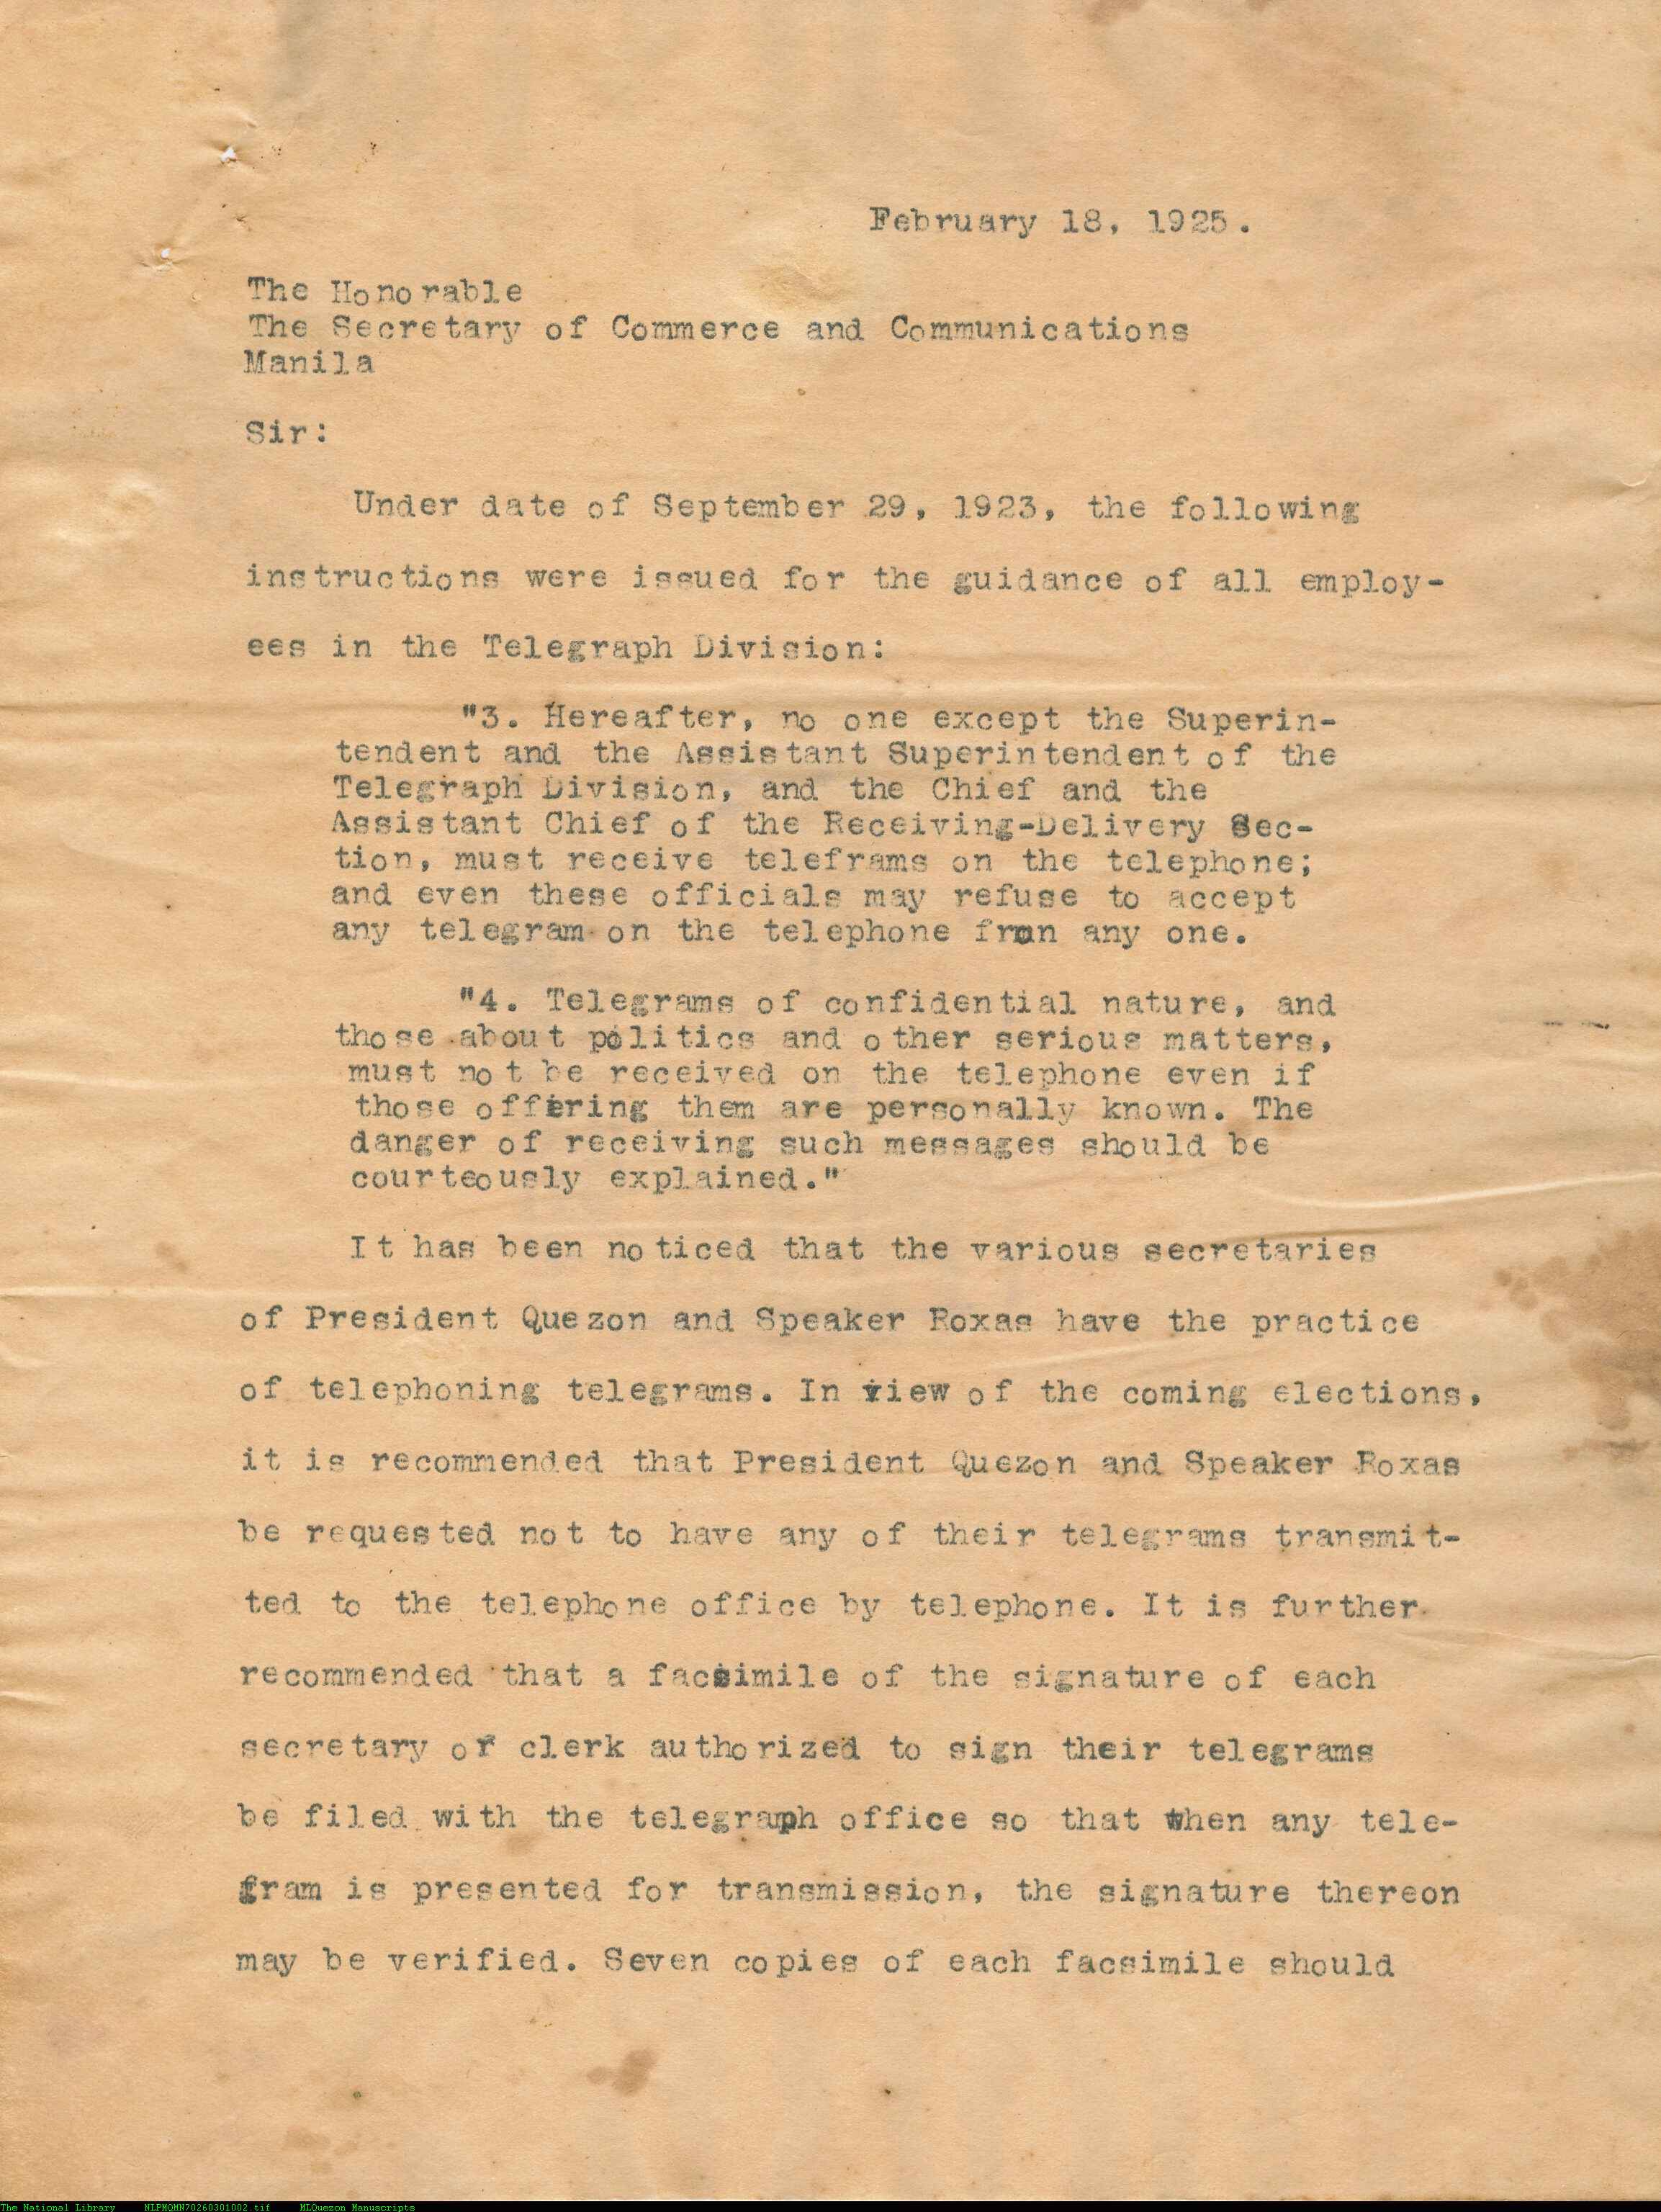 February 18, 1925.
The Honorable
The Secretary of Commerce and Communications
Manila
Sir:
Under date of September 29, 1923, the following
instructions were issued for the guidance of all employ-
ees in the Telegraph Division:
"3. Hereafter, no one except the Superin-
tendent and the Assistant Superintendent of the
Telegraph Division, and the Chief and the
Assistant Chief of the Receiving-Delivery Sec-
tion, must receive teleframs on the telephone;
and even these officials may refuse to accept
any telegram on the telephone from any one.
"4. Telegrams of confidential nature, and
those about politics and other serious matters,
must not be received on the telephone even if
those offering them are personally known. The
danger of receiving such messages should be
courteously explained."
It has been noticed that the various secretaries
of President Quezon and Speaker Roxas have the practice
of telephoning telegrams. In view of the coming elections,
it is recommended that President Quezon and Speaker Roxas
be requested not to have any of their telegrams transmit-
ted to the telephone office by telephone. It is further
recommended that a facsimile of the signature of each
secretary or clerk authorized to sign their telegrams
be filed with the telegraph office so that when any tele-
gram is presented for transmission, the signature thereon
may be verified. Seven copies of each facsimile should
The National Library NLPMQMN70260301002.tif MLQuezon Manuscripts